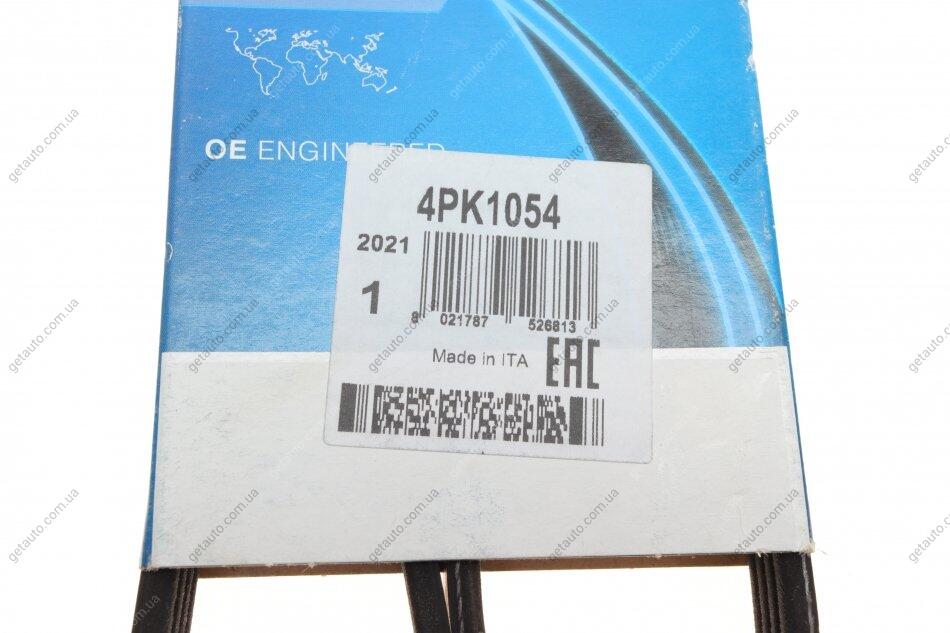 OE ENGINEERED
4PK1054
2021
1
8 021787 526813
Made in ITA
EAC
getauto.com.ua